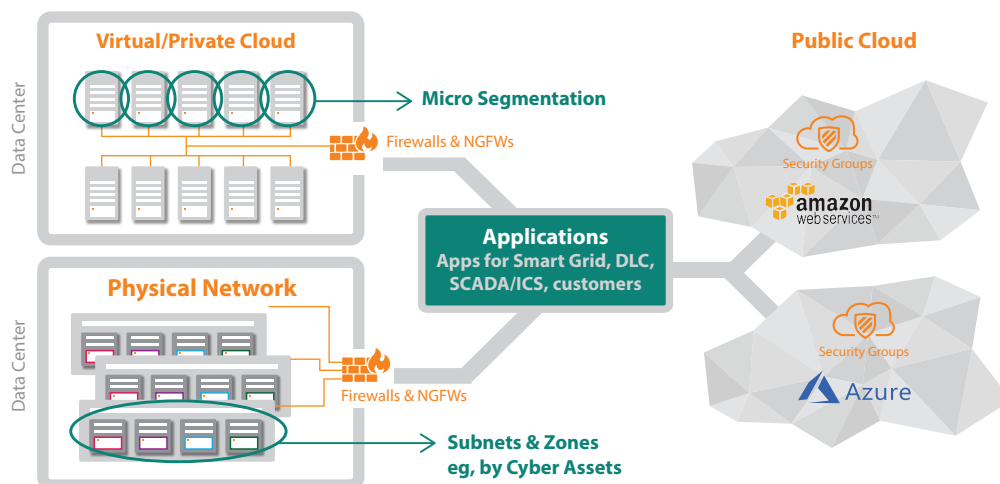 Data Center
Virtual/Private Cloud
Micro Segmentation
Firewalls & NGFWs
Data Center
Physical Network
Firewalls & NGFWs
Subnets & Zones
eg, by Cyber Assets
Applications
Apps for Smart Grid, DLC,
SCADA/ICS, customers
Public Cloud
Security Groups
amazon
web services™
Security Groups
Azure